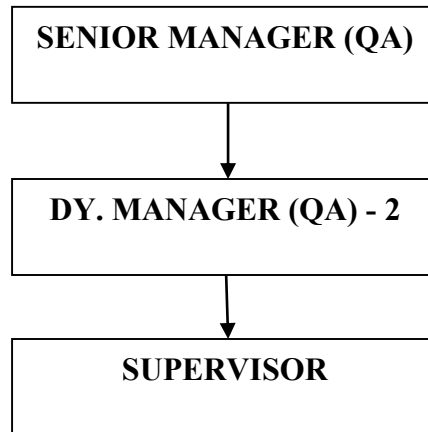 SENIOR MANAGER (QA)
DY. MANAGER (QA) - 2
SUPERVISOR